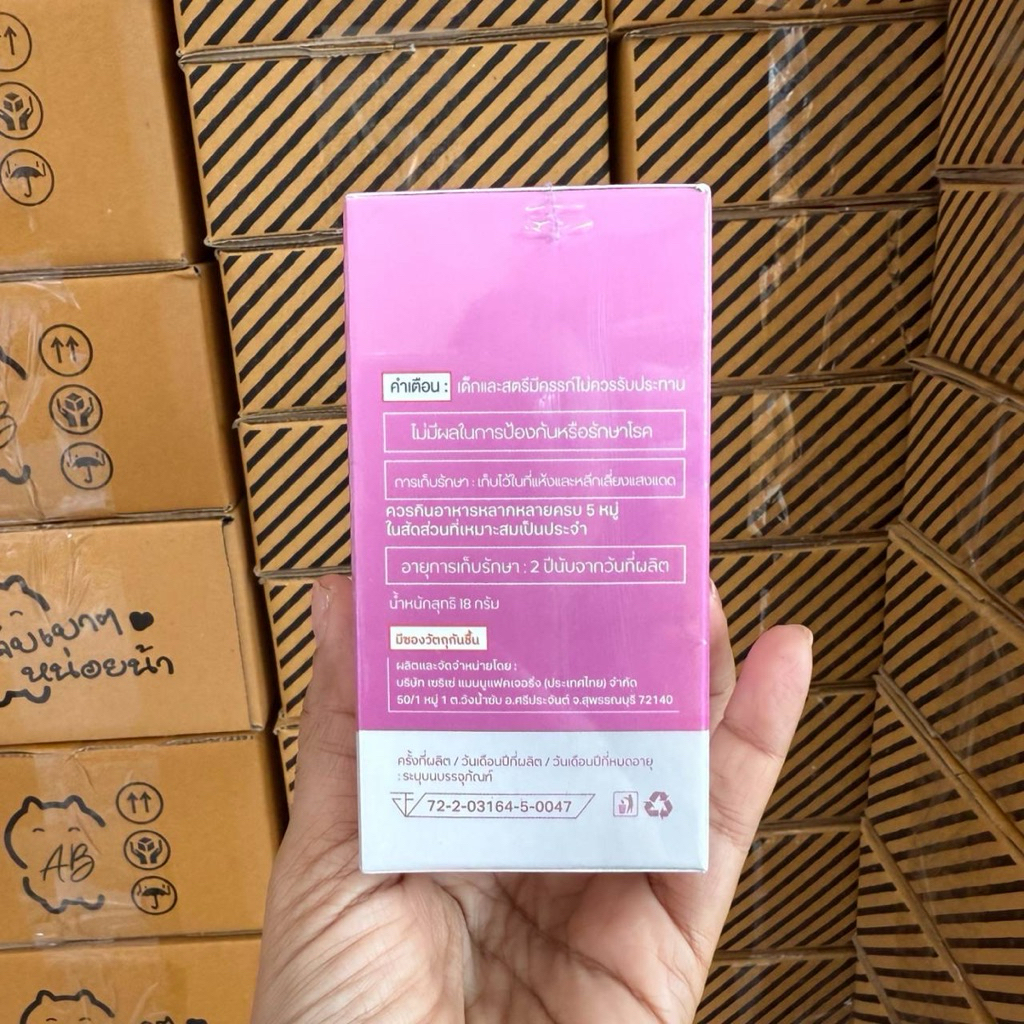 คำเตือน : เด็กและสตรีมีครรภ์ไม่ควรรับประทาน
ไม่มีผลในการป้องกันหรือรักษาโรค
การเก็บรักษา : เก็บไว้ในที่แห้งและหลีกเลี่ยงแสงแดด
ควรกินอาหารหลากหลายครบ 5 หมู่
ในสัดส่วนที่เหมาะสมเป็นประจำ
อายุการเก็บรักษา : 2 ปีนับจากวันที่ผลิต
น้ำหนักสุทธิ 18 กรัม
มีซองวัตถุกันชื้น
ผลิตและจัดจำหน่ายโดย :
บริษัท เซริเซ่ แมนนูแฟคเจอริ่ง (ประเทศไทย) จำกัด
50/1 หมู่ 1 ต.วังน้ำซับ อ.ศรีประจันต์ จ.สุพรรณบุรี 72140
ครั้งที่ผลิต / วันเดือนปีที่ผลิต / วันเดือนปีที่หมดอายุ
: ระบุบนบรรจุภัณฑ์
72-2-03164-5-0047
เบาๆ
หน่อยน้า
AB